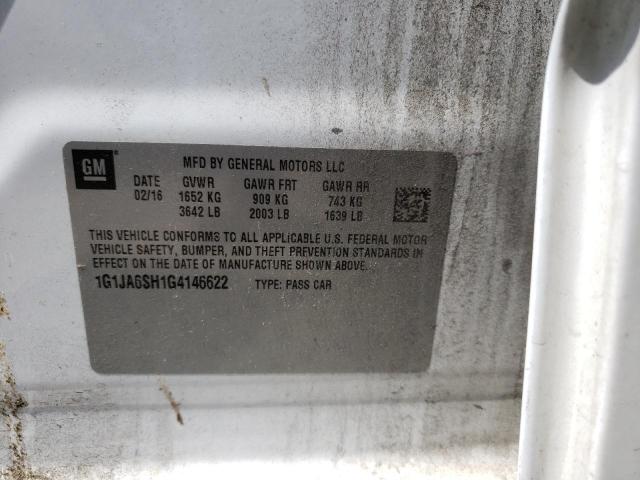 GM
MFD BY GENERAL MOTORS LLC
DATE GVWR GAWR FRT GAWR RR
02/16 1652 KG 909 KG 743 KG
3642 LB 2003 LB 1639 LB
THIS VEHICLE CONFORMS TO ALL APPLICABLE U.S. FEDERAL MOTOR
VEHICLE SAFETY, BUMPER, AND THEFT PREVENTION STANDARDS IN
EFFECT ON THE DATE OF MANUFACTURE SHOWN ABOVE.
1G1JA6SH1G4146622 TYPE: PASS CAR